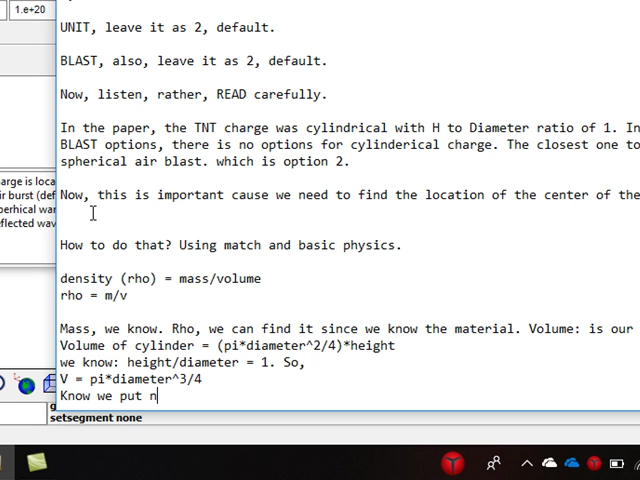 1.e+20
UNIT, leave it as 2, default.
BLAST, also, leave it as 2, default.
Now, listen, rather, READ carefully.
In the paper, the TNT charge was cylindrical with H to Diameter ratio of 1. In
BLAST options, there is no options for cylinderical charge. The closest one to
spherical air blast. which is option 2.
arge is loca
ir burst (def
perhical war
eflected wav
Now, this is important cause we need to find the location of the center of the
How to do that? Using match and basic physics.
density (rho) = mass/volume
rho = m/v
Mass, we know. Rho, we can find it since we know the material. Volume: is our
Volume of cylinder = (pi*diameter^2/4)*height
we know: height/diameter = 1. So,
V = pi*diameter^3/4
Know we put n
setsegment none